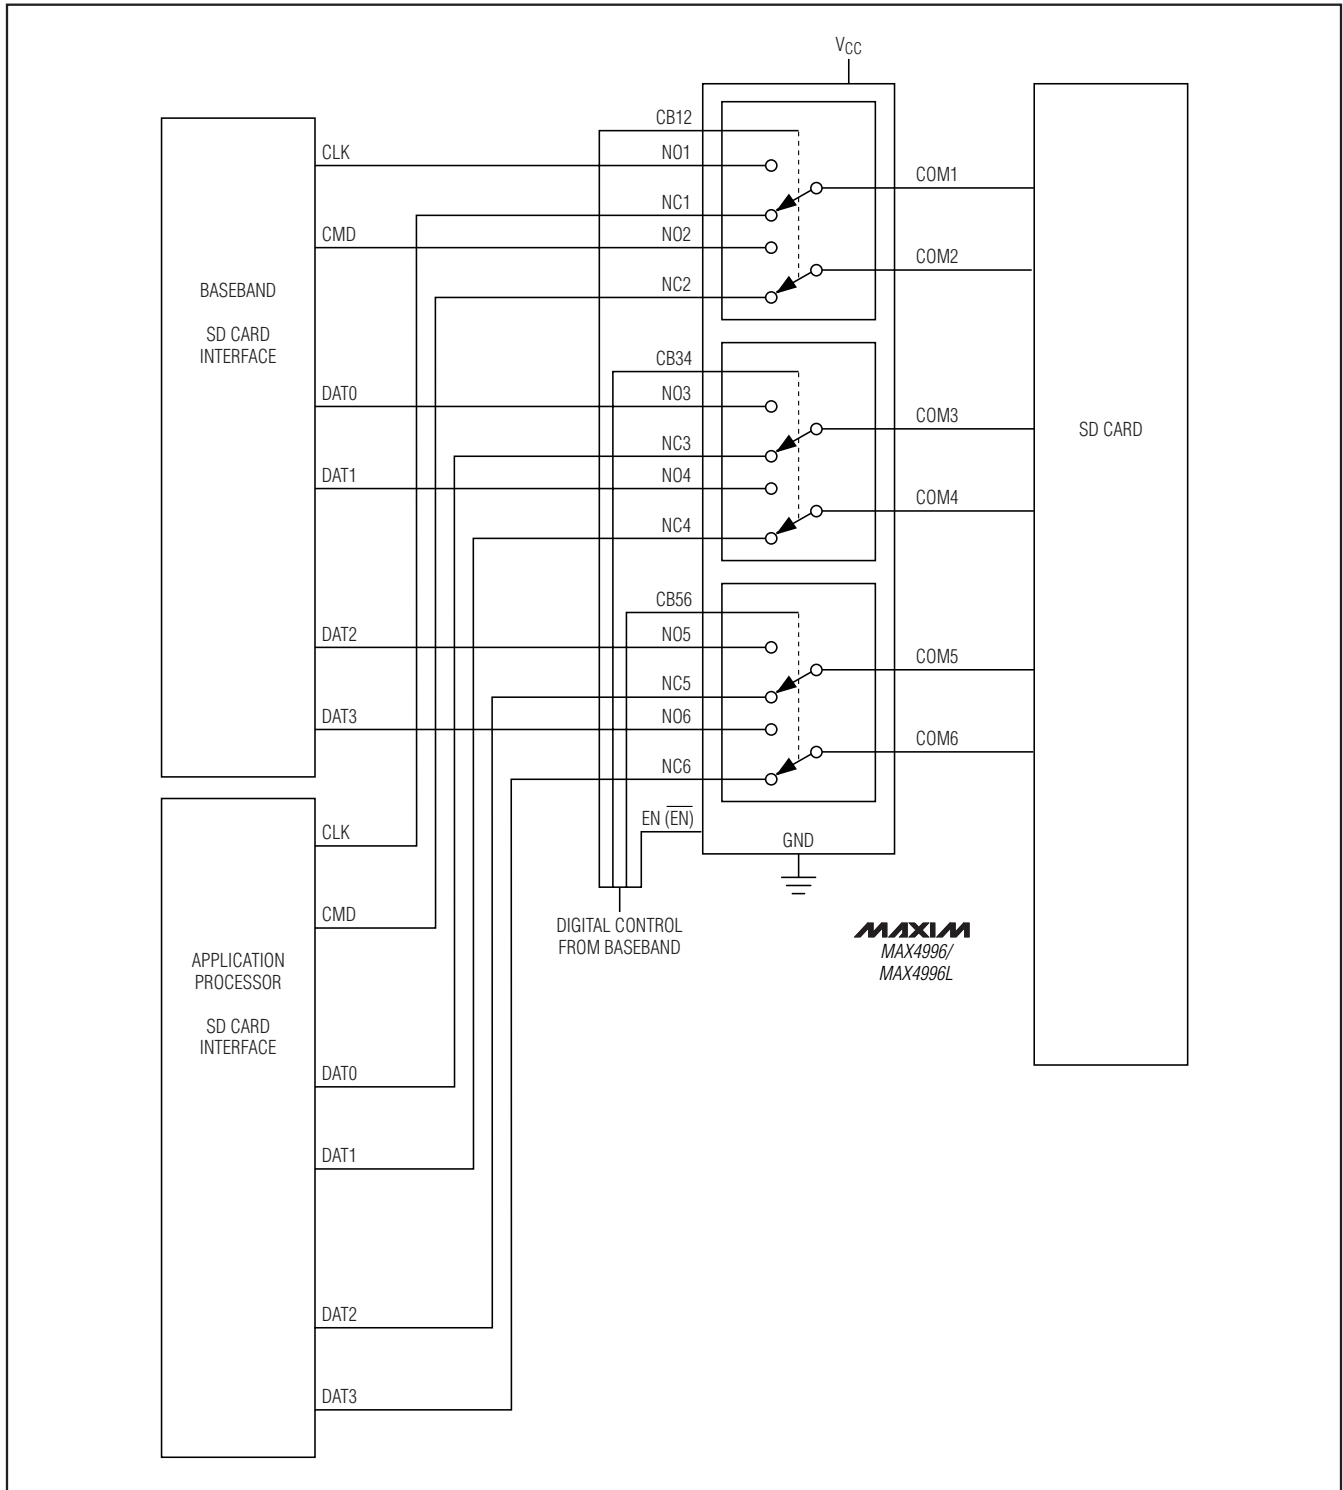 VCC
CB12
CLK
NO1
COM1
NC1
CMD
NO2
COM2
NC2
BASEBAND
SD CARD
INTERFACE
CB34
DAT0
NO3
COM3
SD CARD
NC3
DAT1
NO4
COM4
NC4
CB56
DAT2
NO5
COM5
NC5
DAT3
NO6
COM6
NC6
EN (EN)
GND
CLK
CMD
DIGITAL CONTROL
FROM BASEBAND
MAXIM
MAX4996/
MAX4996L
APPLICATION
PROCESSOR
SD CARD
INTERFACE
DAT0
DAT1
DAT2
DAT3